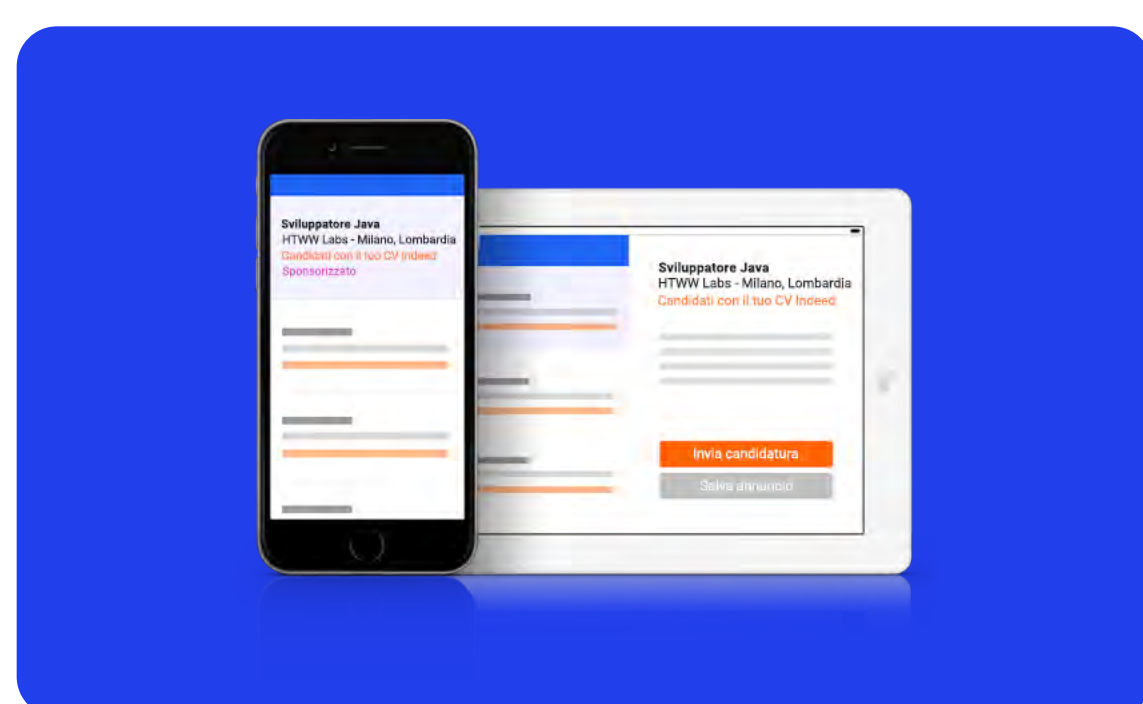 Sviluppatore Java
HTWW Labs - Milano, Lombardia
Candidati con il tuo CV Indeed
Sponsorizzato
Sviluppatore Java
HTWW Labs - Milano, Lombardia
Candidati con il tuo CV Indeed
Invia candidatura
Salva annuncio